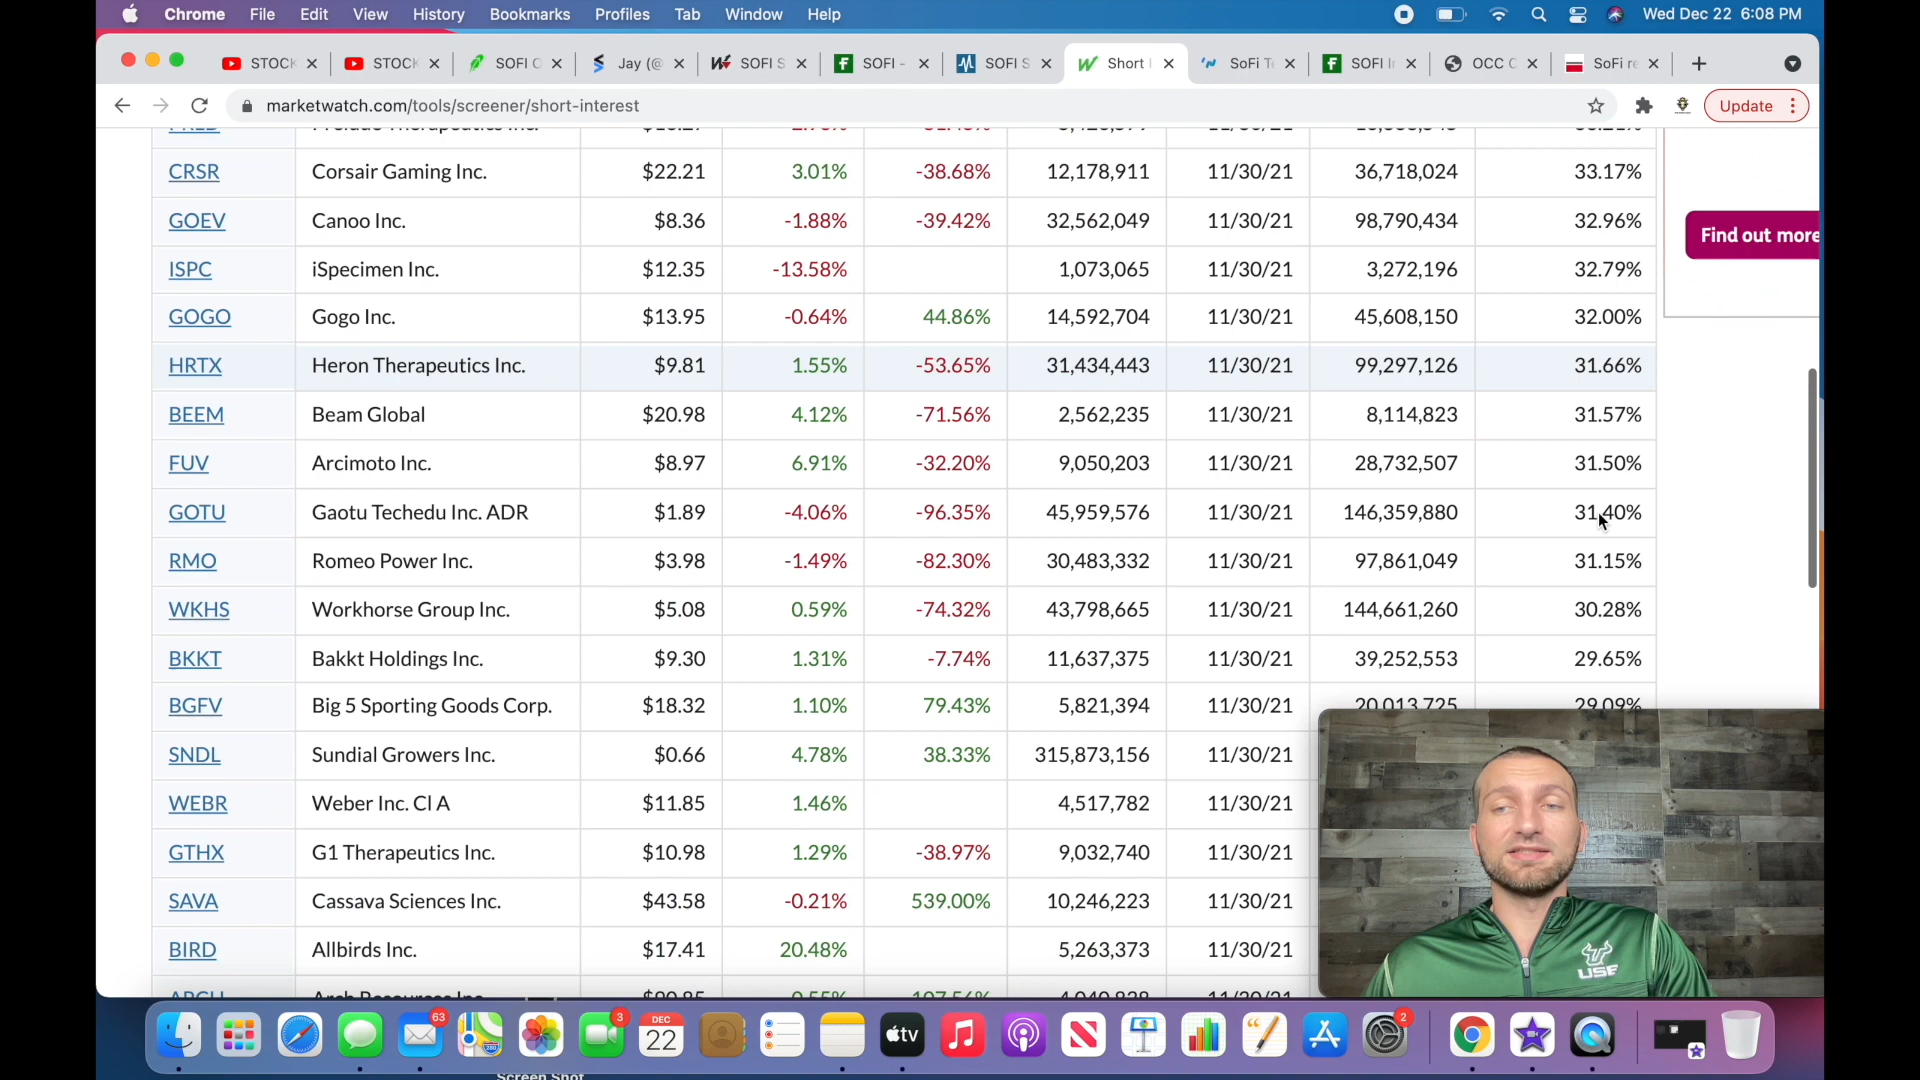 Chrome File Edit View History Bookmarks Profiles Tab Window Help Wed Dec 22 6:08 PM
STOCK STOCK SOFI C Jay (@ SOFI S SOFI - SOFI S Short I SoFi T SOFI I OCC C SoFi re
marketwatch.com/tools/screener/short-interest Update
CRSR Corsair Gaming Inc. $22.21 3.01% -38.68% 12,178,911 11/30/21 36,718,024 33.17%
GOEV Canoo Inc. $8.36 -1.88% -39.42% 32,562,049 11/30/21 98,790,434 32.96%
Find out more
ISPC iSpecimen Inc. $12.35 -13.58% 1,073,065 11/30/21 3,272,196 32.79%
GOGO Gogo Inc. $13.95 -0.64% 44.86% 14,592,704 11/30/21 45,608,150 32.00%
HRTX Heron Therapeutics Inc. $9.81 1.55% -53.65% 31,434,443 11/30/21 99,297,126 31.66%
BEEM Beam Global $20.98 4.12% -71.56% 2,562,235 11/30/21 8,114,823 31.57%
FUV Arcimoto Inc. $8.97 6.91% -32.20% 9,050,203 11/30/21 28,732,507 31.50%
GOTU Gaotu Techedu Inc. ADR $1.89 -4.06% -96.35% 45,959,576 11/30/21 146,359,880 31.40%
RMO Romeo Power Inc. $3.98 -1.49% -82.30% 30,483,332 11/30/21 97,861,049 31.15%
WKHS Workhorse Group Inc. $5.08 0.59% -74.32% 43,798,665 11/30/21 144,661,260 30.28%
BKKT Bakkt Holdings Inc. $9.30 1.31% -7.74% 11,637,375 11/30/21 39,252,553 29.65%
BGFV Big 5 Sporting Goods Corp. $18.32 1.10% 79.43% 5,821,394 11/30/21 20,013,725 29.09%
SNDL Sundial Growers Inc. $0.66 4.78% 38.33% 315,873,156 11/30/21
WEBR Weber Inc. Cl A $11.85 1.46% 4,517,782 11/30/21
GTHX G1 Therapeutics Inc. $10.98 1.29% -38.97% 9,032,740 11/30/21
SAVA Cassava Sciences Inc. $43.58 -0.21% 539.00% 10,246,223 11/30/21
BIRD Allbirds Inc. $17.41 20.48% 5,263,373 11/30/21
USF
63 3 DEC 22 tv 2
Screen Shot